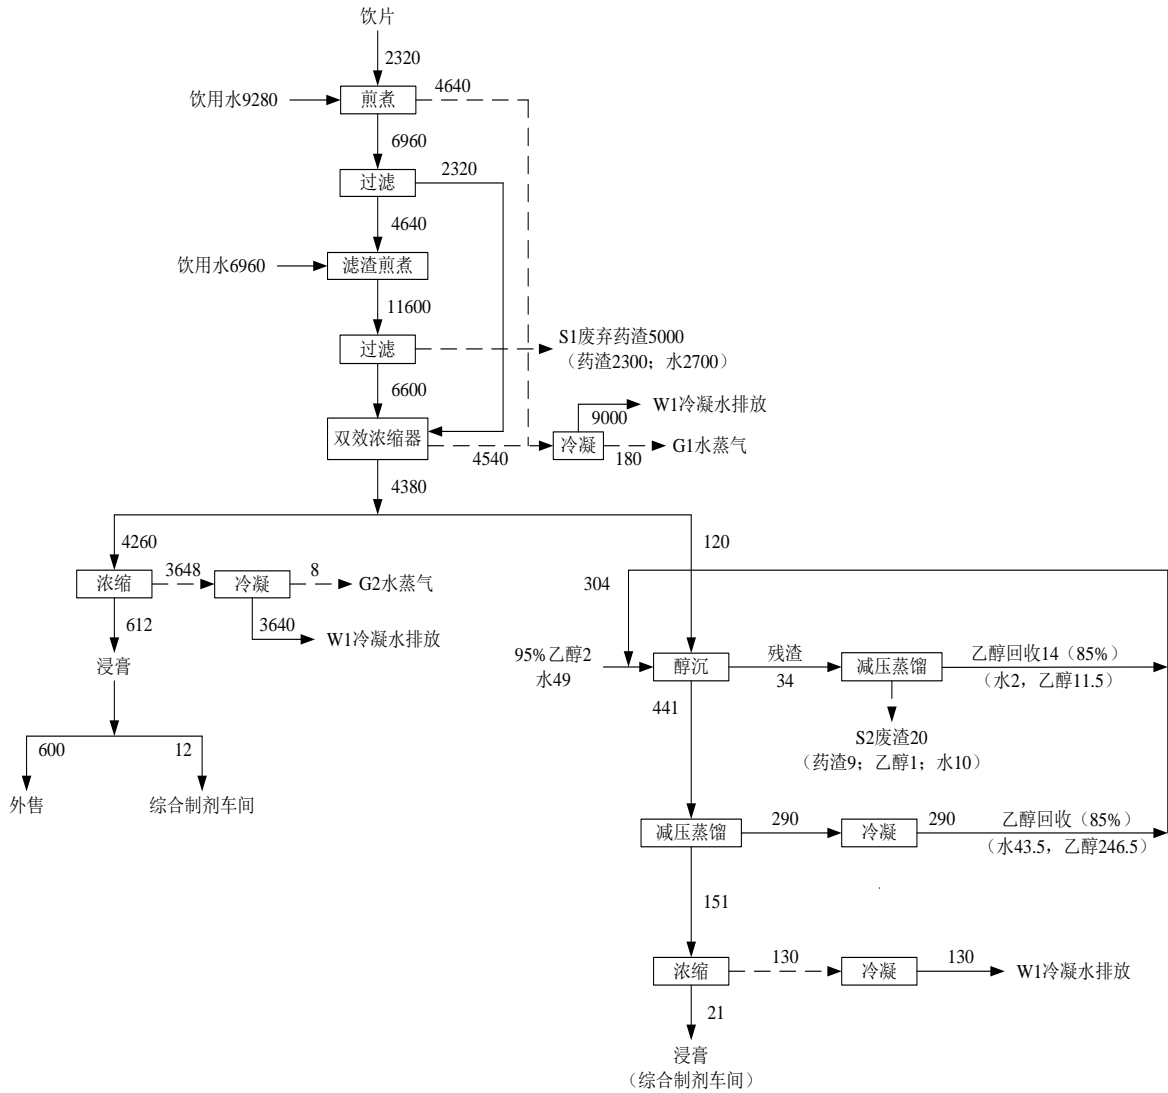 饮片
2320
饮用水9280
煎煮
4640
6960
过滤
2320
4640
饮用水6960
滤渣煎煮
11600
过滤
S1废弃药渣5000
（药渣2300；水2700）
6600
双效浓缩器
4540
冷凝
9000
W1冷凝水排放
180
G1水蒸气
4380
4260
120
浓缩
3648
冷凝
8
G2水蒸气
304
612
3640
W1冷凝水排放
浸膏
95%乙醇2
水49
醇沉
残渣
34
减压蒸馏
乙醇回收14（85%）
（水2，乙醇11.5）
441
S2废渣20
（药渣9；乙醇1；水10）
600
12
外售
综合制剂车间
减压蒸馏
290
冷凝
290
乙醇回收（85%）
（水43.5，乙醇246.5）
151
浓缩
130
冷凝
130
W1冷凝水排放
21
浸膏
（综合制剂车间）